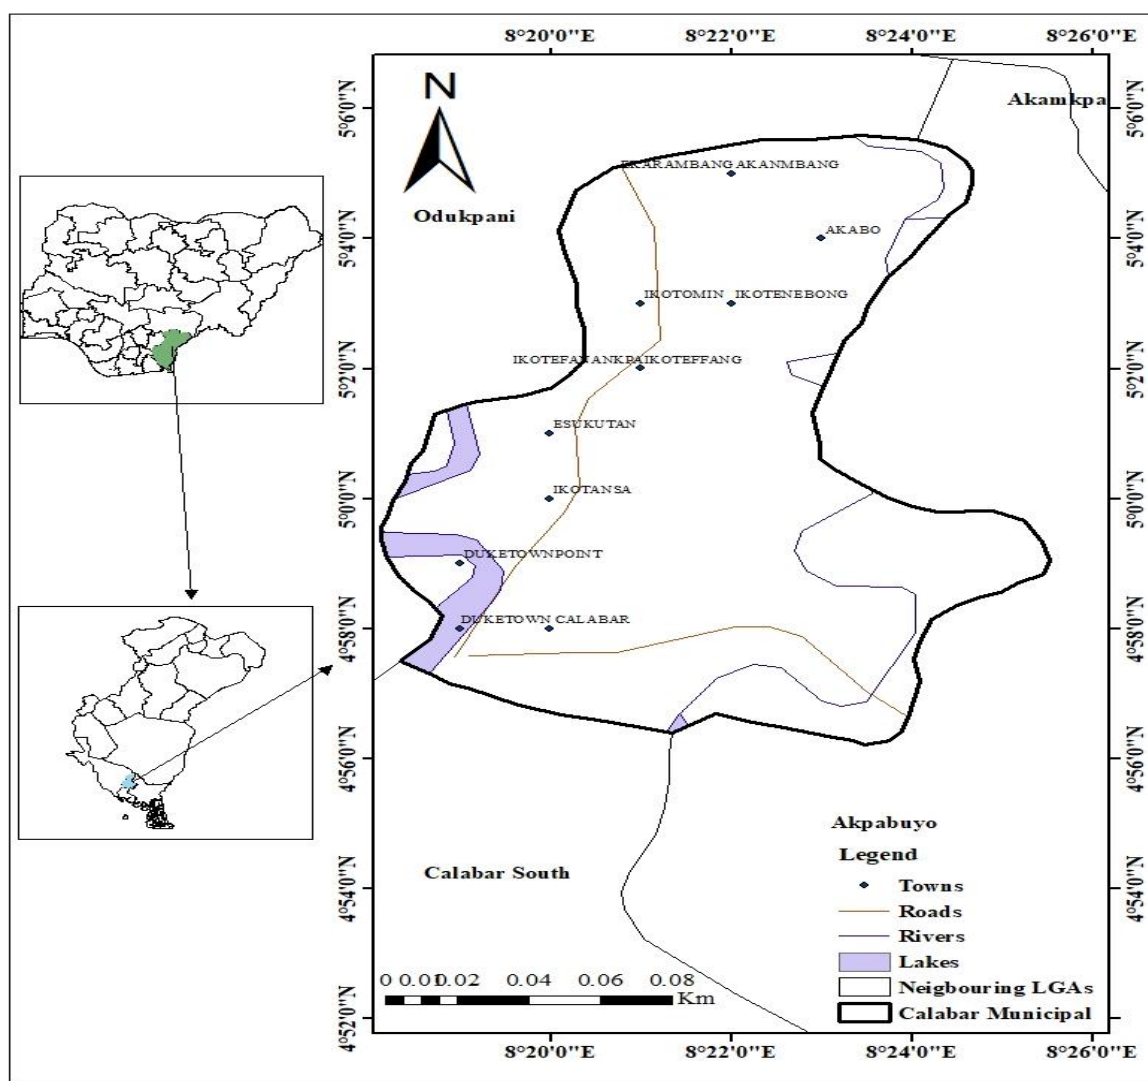 8°20'0"E 8°22'0"E 8°24'0"E 8°26'0"E
5°6'0"N 5°6'0"N
Akamkpa
N
Odukpani
EKARAMBANG AKANMBANG
5°4'0"N 5°4'0"N
AKABO
IKOTOMIN IKOTENEBONG
5°2'0"N 5°2'0"N
IKOTEFFANG
ESUKUTAN
5°0'0"N 5°0'0"N
IKOTANSA
DUKETOWNPOINT
4°58'0"N 4°58'0"N
DUKETOWN CALABAR
4°56'0"N 4°56'0"N
Akpabuyo
Legend
Calabar South
4°54'0"N 4°54'0"N
Towns
Roads
Rivers
Lakes
Neigbouring LGAs
Calabar Municipal
0 0.01 0.02 0.04 0.06 0.08
Km
4°52'0"N 4°52'0"N
8°20'0"E 8°22'0"E 8°24'0"E 8°26'0"E